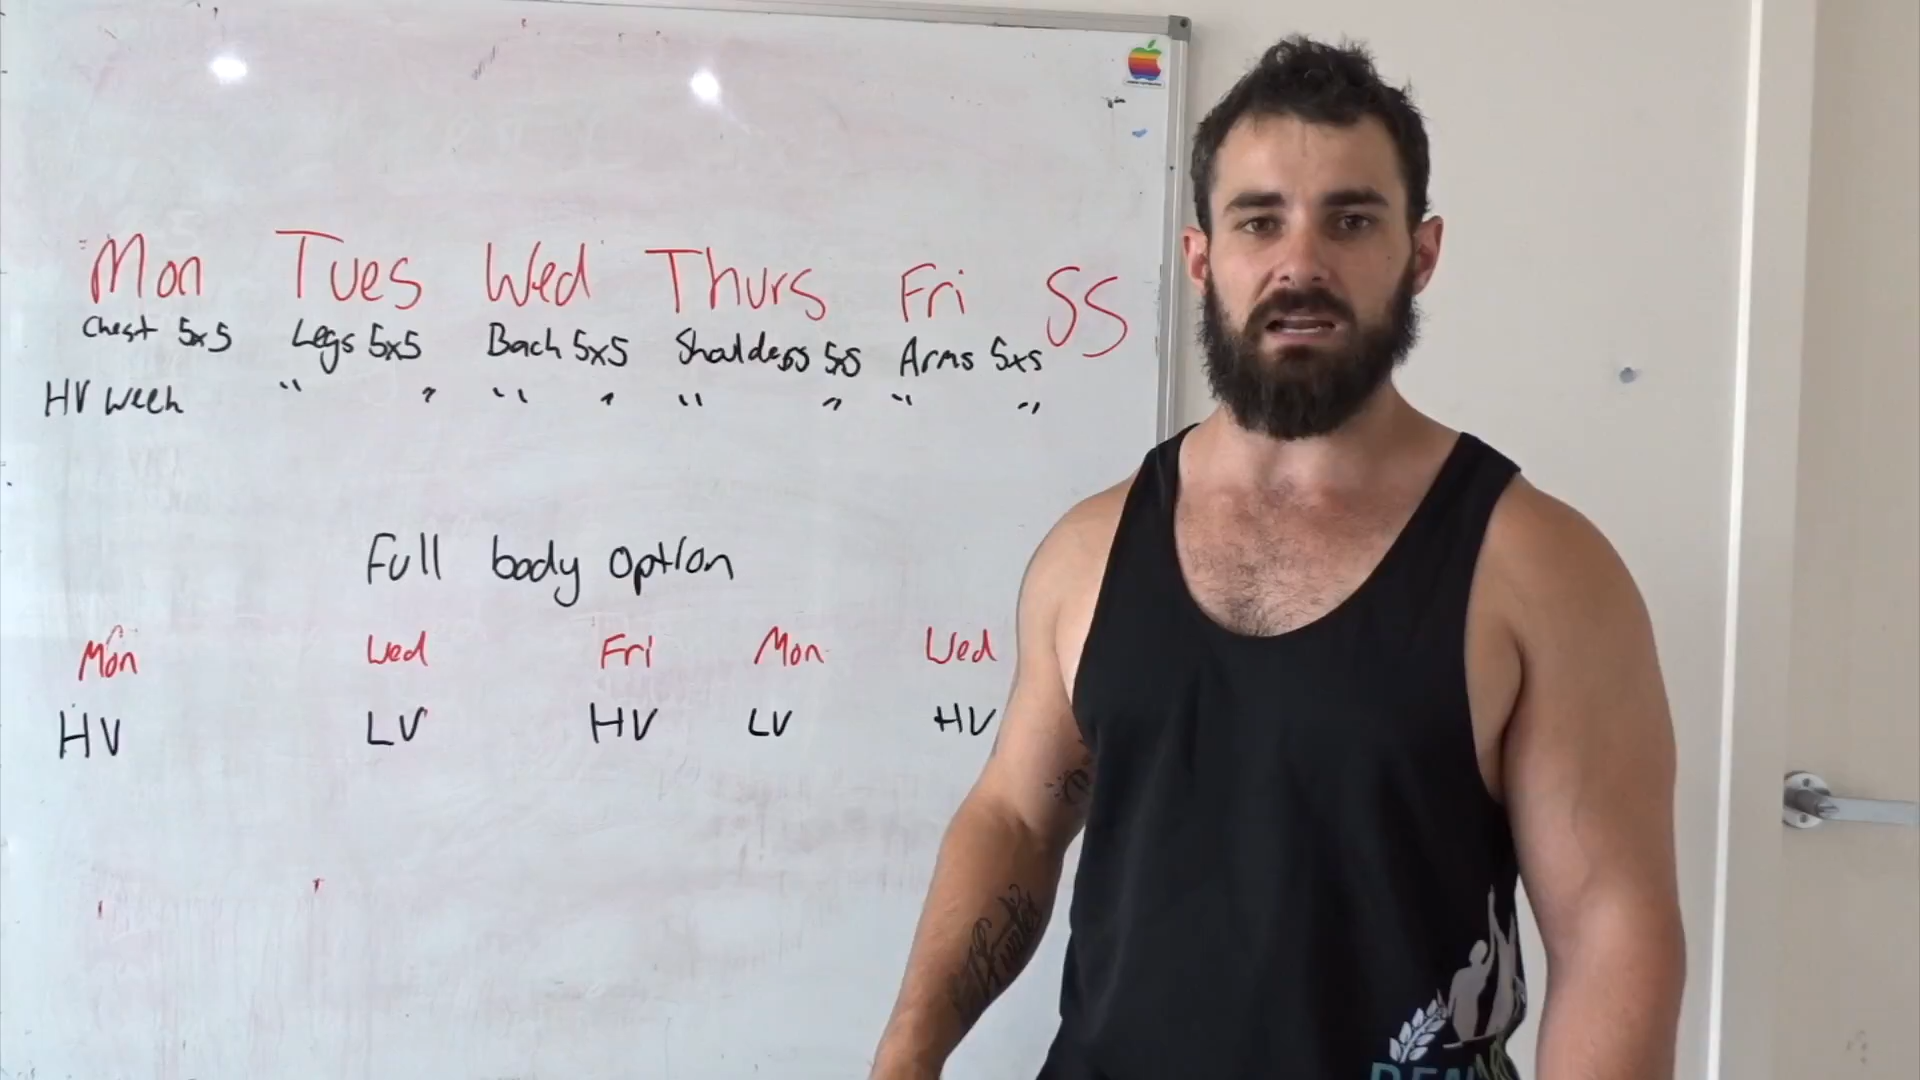 Mon Tues Wed Thurs Fri SS
Chest 5x5 Legs 5x5 Back 5x5 Shoulders 5x5 Arms 5x5
HV week " " " " " " " "
Full body option
Mon Wed Fri Mon Wed
HV LV HV LV HV